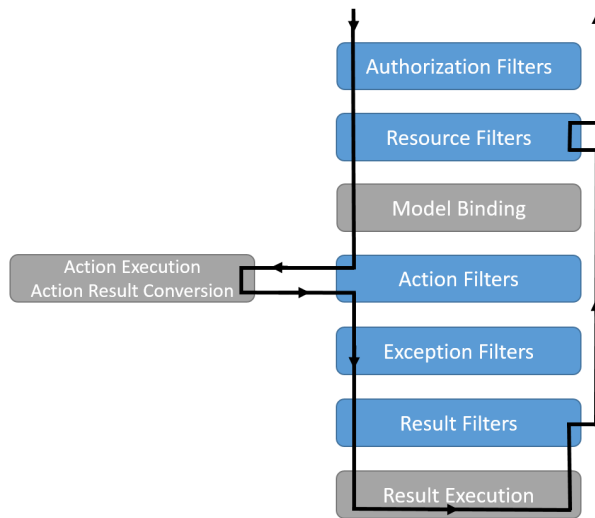 Authorization Filters
Resource Filters
Model Binding
Action Execution
Action Result Conversion
Action Filters
Exception Filters
Result Filters
Result Execution